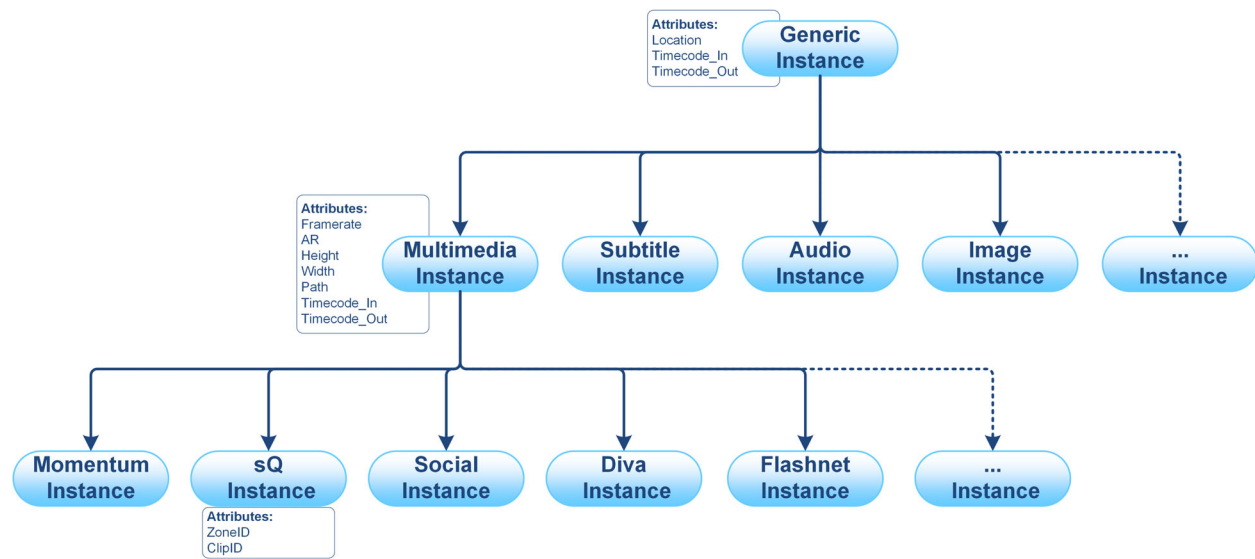 Attributes:
Location
Timecode_In
Timecode_Out
Generic
Instance
Attributes:
Framerate
AR
Height
Width
Path
Timecode_In
Timecode_Out
Multimedia
Instance
Subtitle
Instance
Audio
Instance
Image
Instance
...
Instance
Momentum
Instance
sQ
Instance
Attributes:
ZoneID
ClipID
Social
Instance
Diva
Instance
Flashnet
Instance
...
Instance